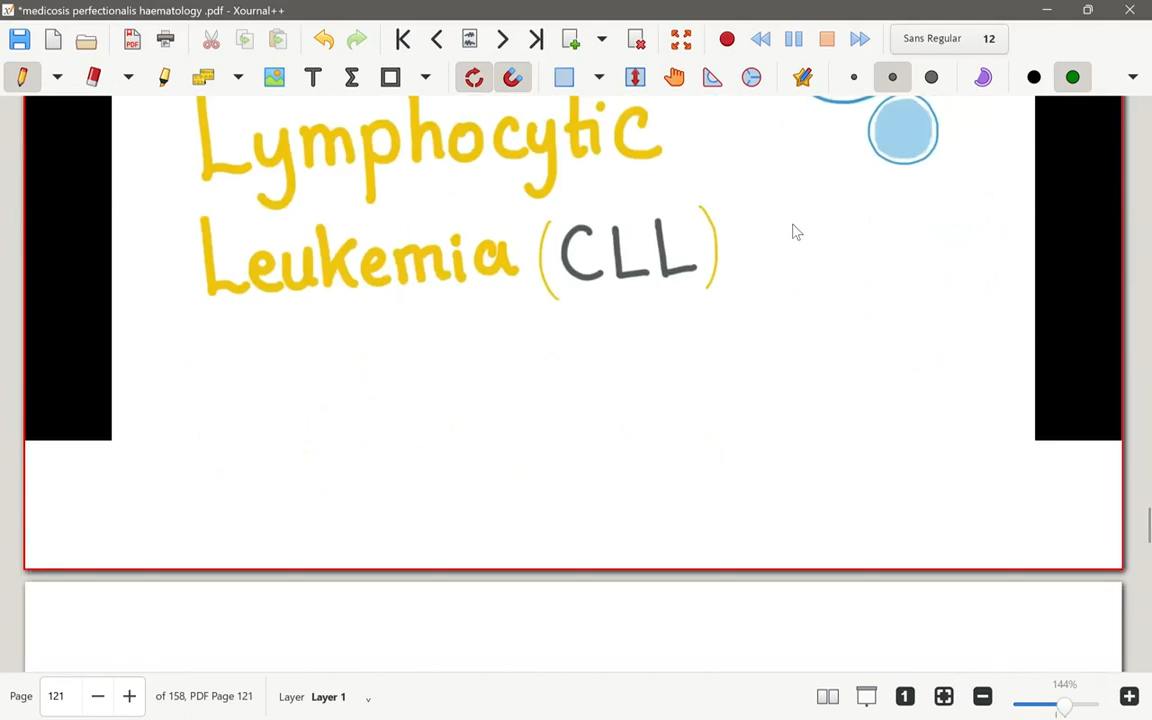 *medicosis perfectionalis haematology .pdf - Xournal++
Sans Regular 12
Lymphocytic
Leukemia (CLL)
Page 121 of 158, PDF Page 121 Layer Layer 1 144%